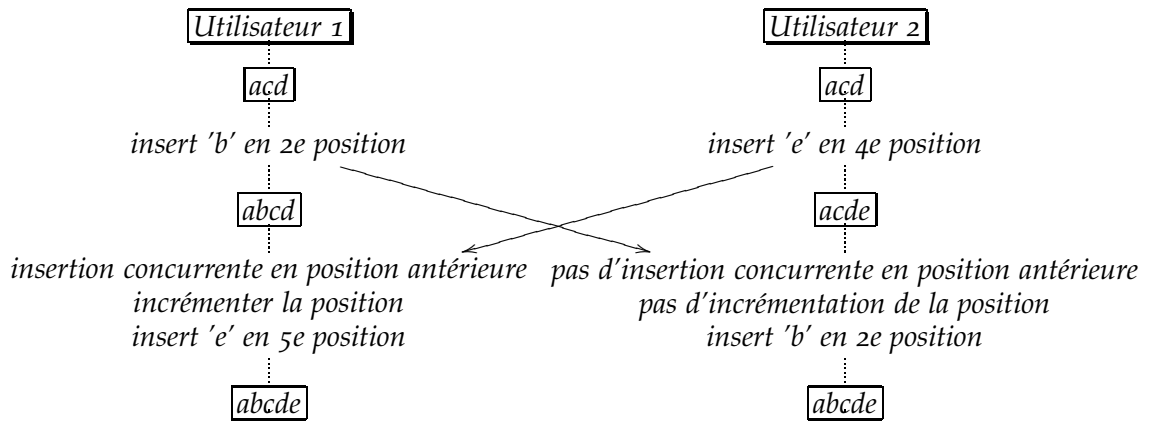 Utilisateur 1
Utilisateur 2
acd
acd
insert 'b' en 2e position
insert 'e' en 4e position
abcd
acde
insertion concurrente en position antérieure
incrémenter la position
insert 'e' en 5e position
pas d'insertion concurrente en position antérieure
pas d'incrémentation de la position
insert 'b' en 2e position
abcde
abcde